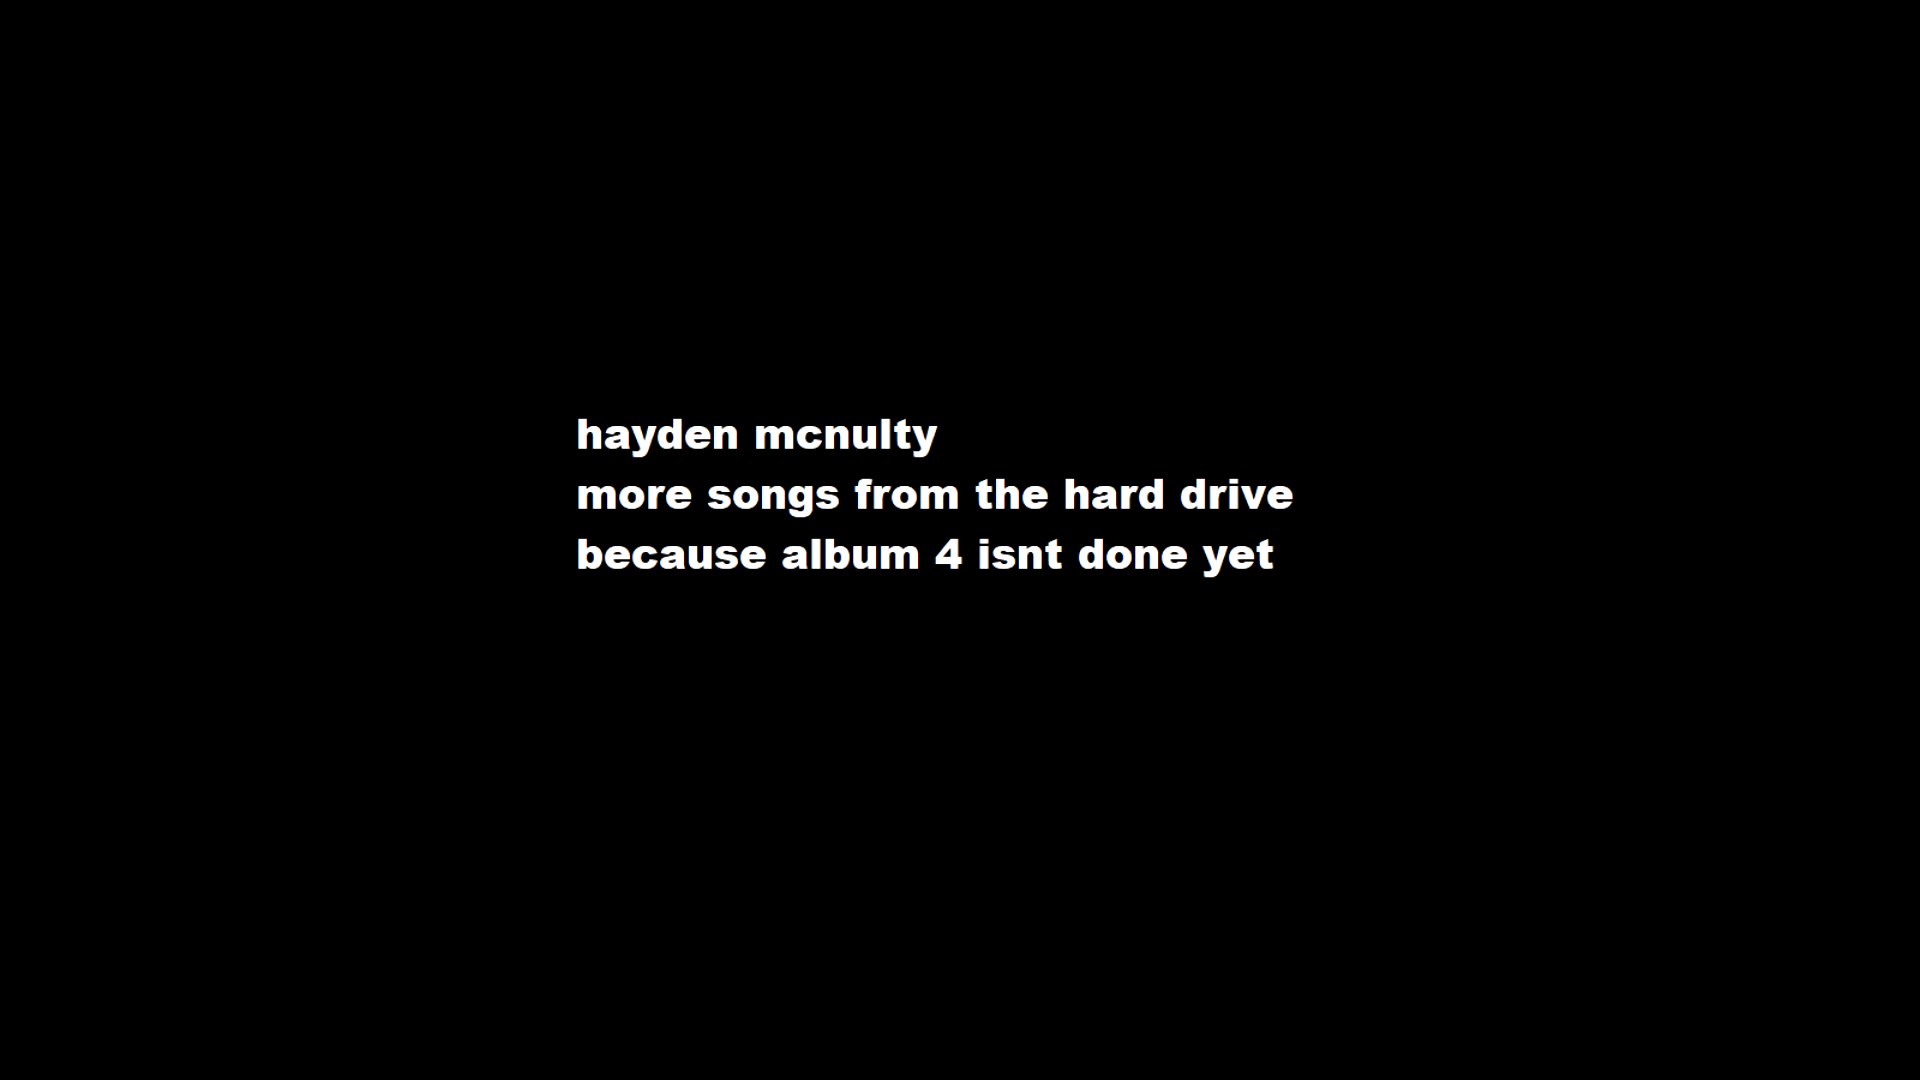 hayden mcnulty
more songs from the hard drive
because album 4 isnt done yet